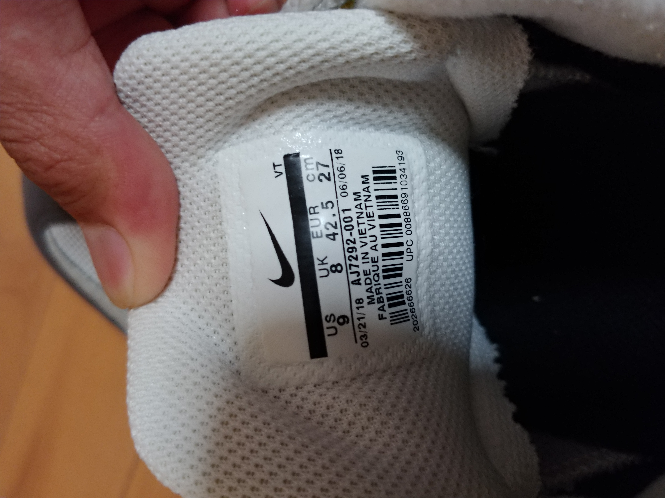 VT
US UK EUR cm
9 8 42.5 27
03/21/18 AJ7292-001 06/06/18
MADE IN VIETNAM
FABRIQUE AU VIETNAM
202666626 UPC 00886691034193